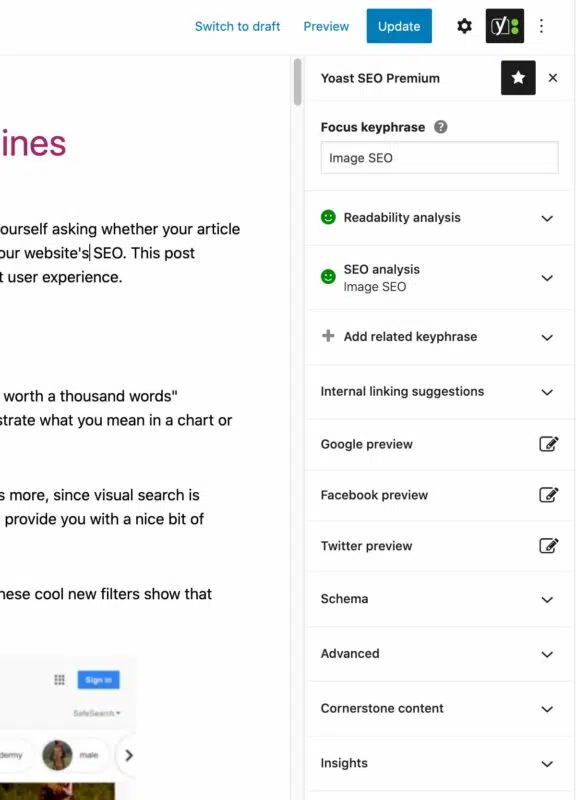 Switch to draft Preview Update
Yoast SEO Premium
ines
Focus keyphrase
Image SEO
ourself asking whether your article
our website's SEO. This post
t user experience.
Readability analysis
SEO analysis
Image SEO
Add related keyphrase
worth a thousand words"
strate what you mean in a chart or
Internal linking suggestions
Google preview
s more, since visual search is
provide you with a nice bit of
Facebook preview
Twitter preview
hese cool new filters show that
Schema
Advanced
Sign in
SafeSearch
Cornerstone content
demy male
Insights